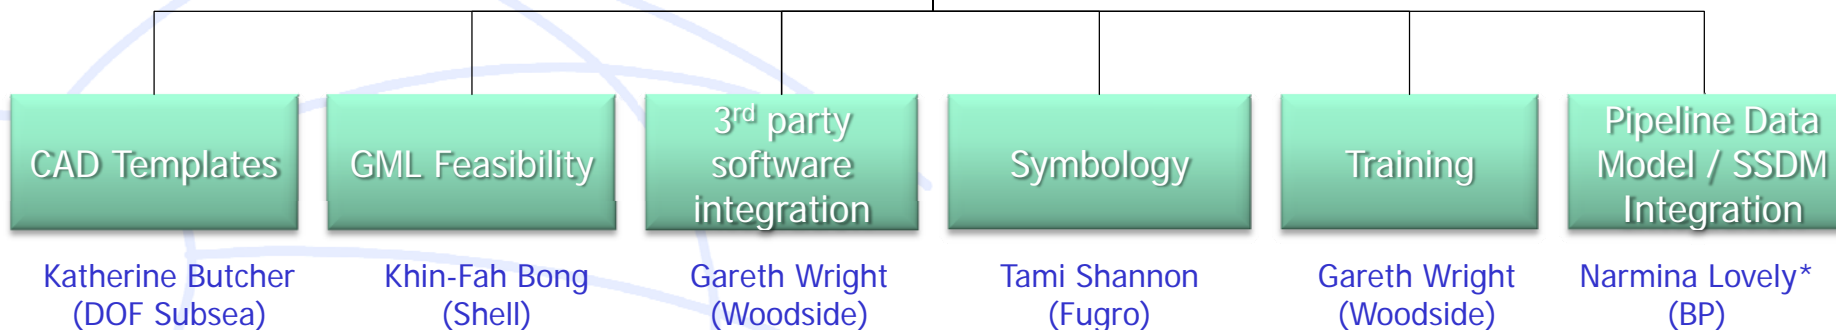 CAD Templates
GML Feasibility
3rd party
software
integration
Symbology
Training
Pipeline Data
Model / SSDM
Integration
Katherine Butcher
(DOF Subsea)
Khin-Fah Bong
(Shell)
Gareth Wright
(Woodside)
Tami Shannon
(Fugro)
Gareth Wright
(Woodside)
Narmina Lovely*
(BP)